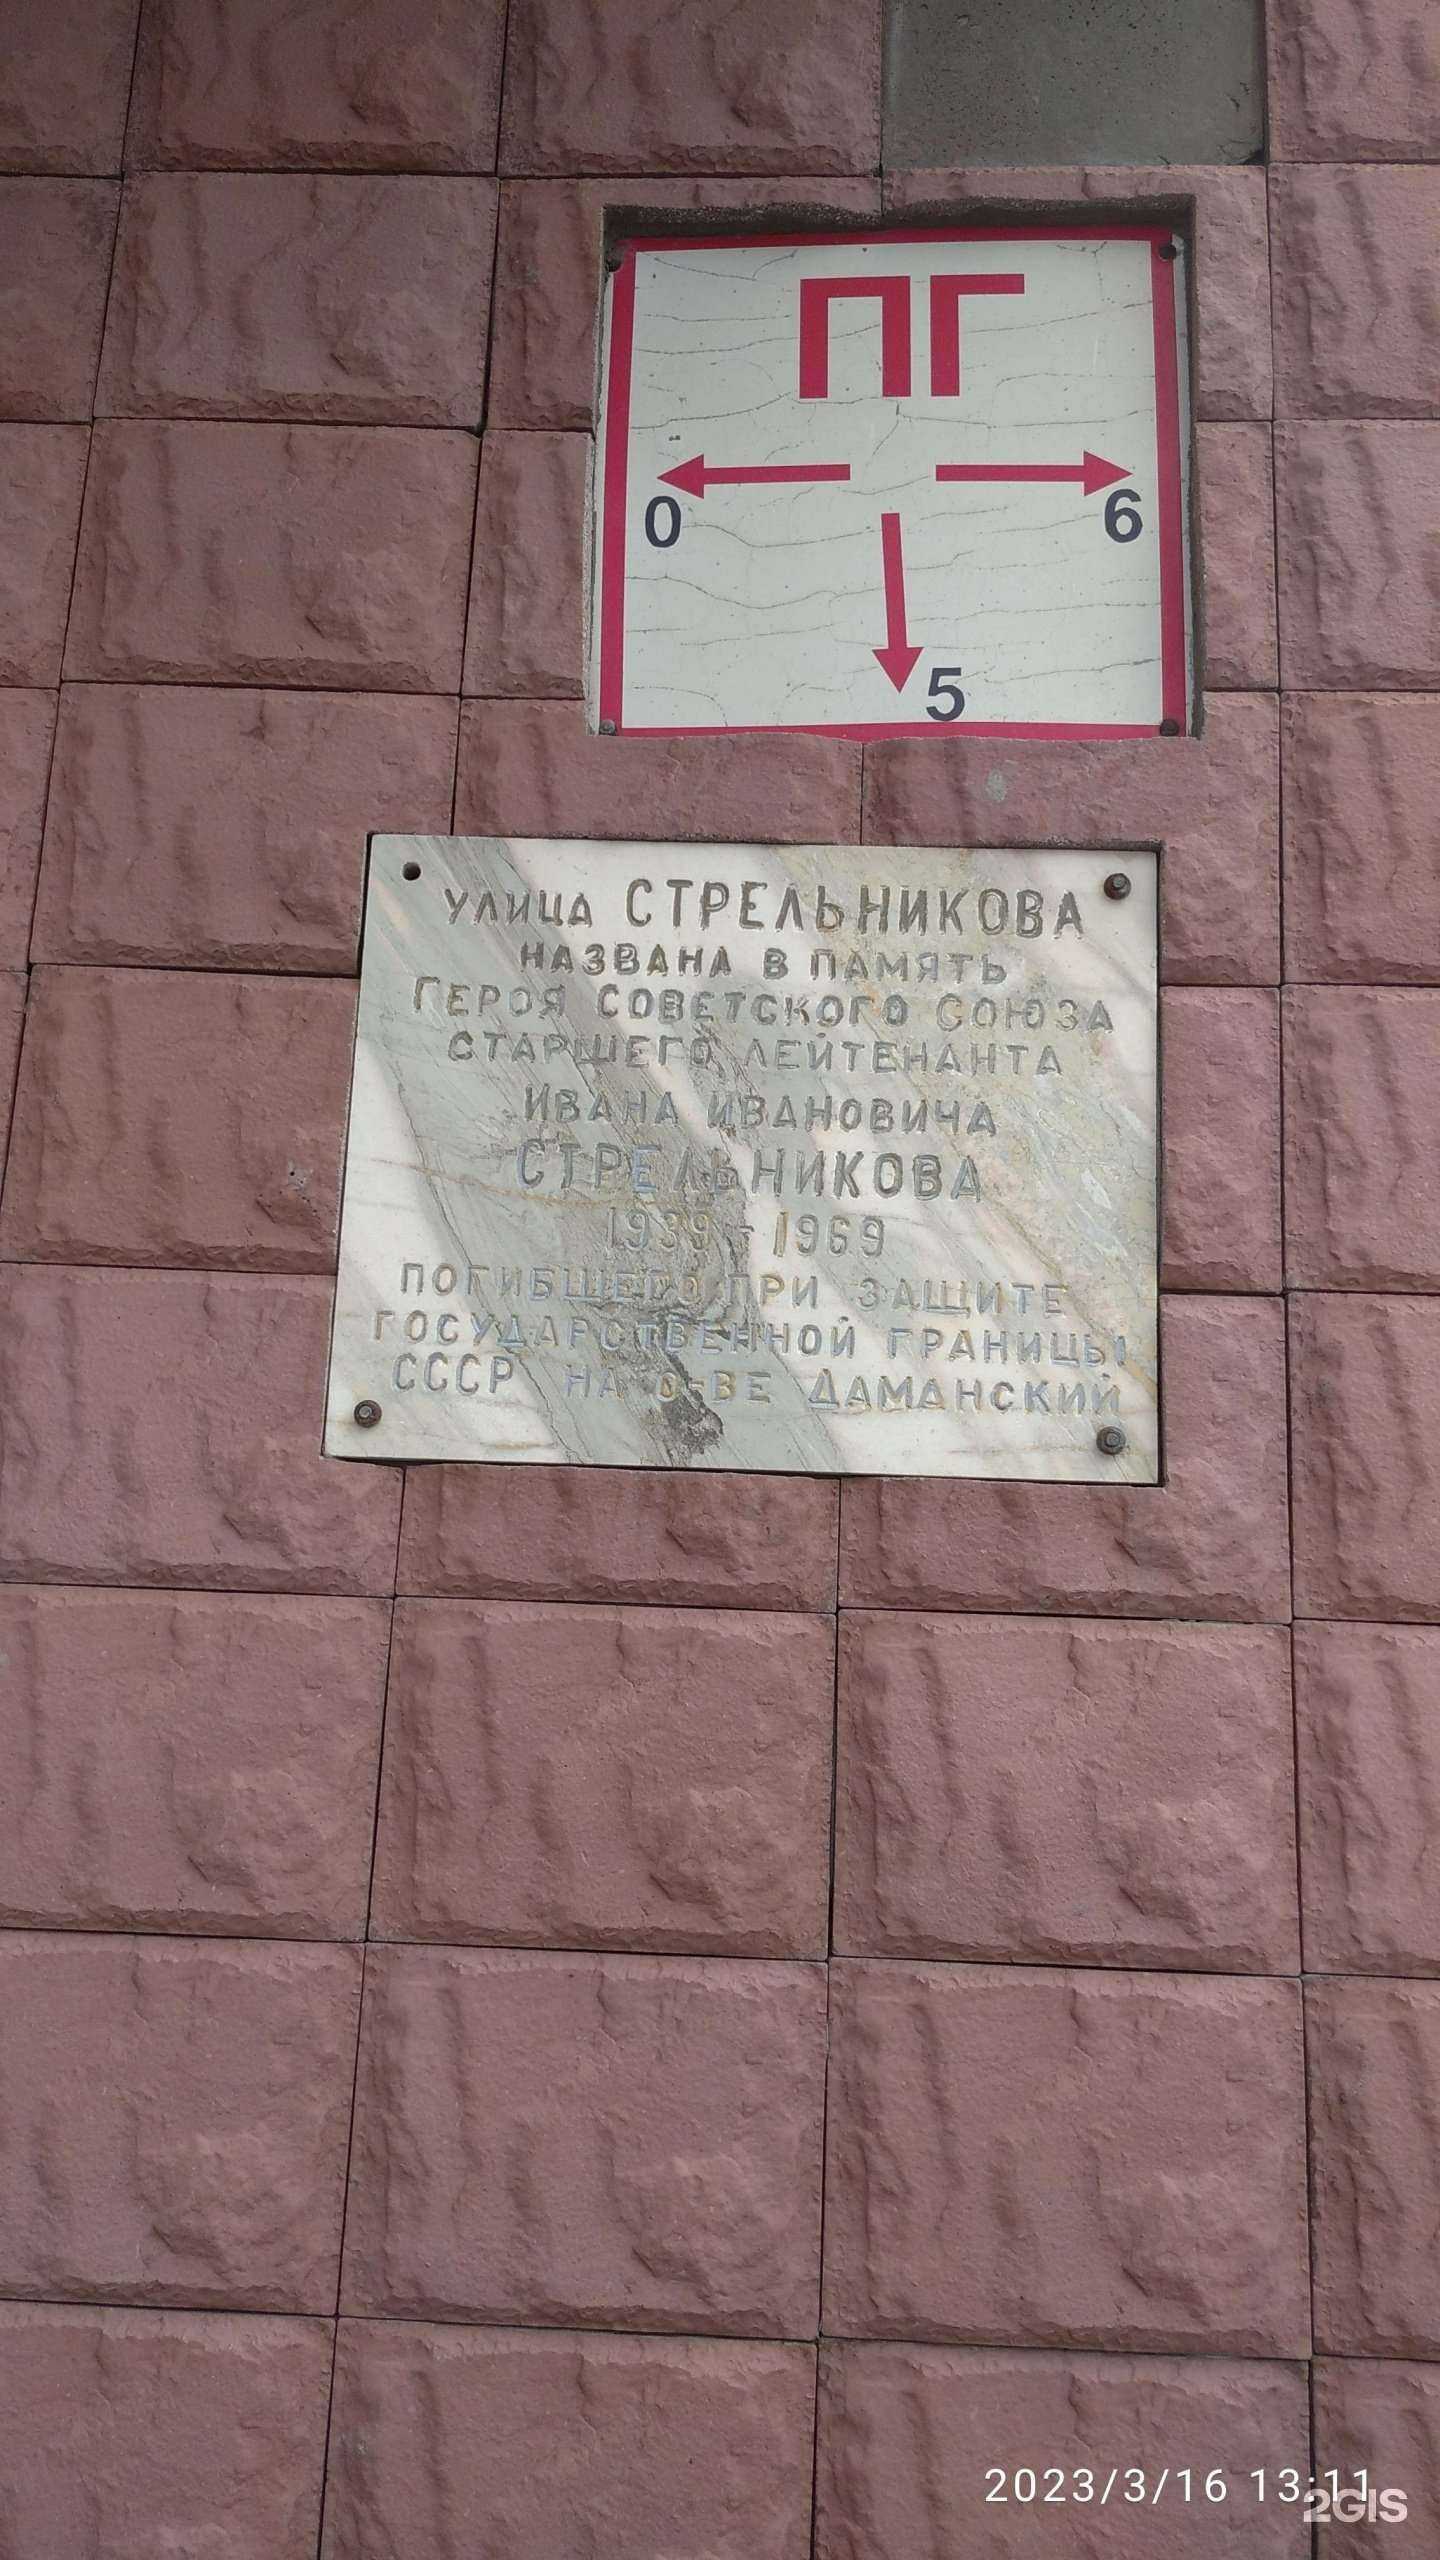 ПГ
0 6
5
УЛИЦА СТРЕЛЬНИКОВА
НАЗВАНА В ПАМЯТЬ
ГЕРОЯ СОВЕТСКОГО СОЮЗА
СТАРШЕГО ЛЕЙТЕНАНТА
ИВАНА ИВАНОВИЧА
СТРЕЛЬНИКОВА
1939-1969
ПОГИБШЕГО ПРИ ЗАЩИТЕ
ГОСУДАРСТВЕННОЙ ГРАНИЦЫ
СССР НА О-ВЕ ДАМАНСКИЙ
2023/3/16 13:11
2GIS